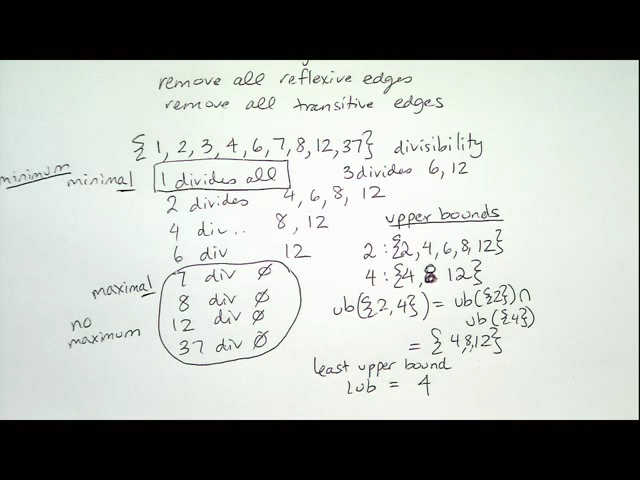 remove all reflexive edges
remove all transitive edges
{1, 2, 3, 4, 6, 7, 8, 12, 37} divisibility
minimum
minimal
1 divides all
3 divides 6, 12
2 divides 4, 6, 8, 12
4 div.. 8, 12
6 div 12
maximal
no maximum
7 div ∅
8 div ∅
12 div ∅
37 div ∅
upper bounds
2 : {2, 4, 6, 8, 12}
4 : {4, 8 12}
ub({2, 4}) = ub({2}) ∩
ub({4})
= {4,8,12}
least upper bound
lub = 4